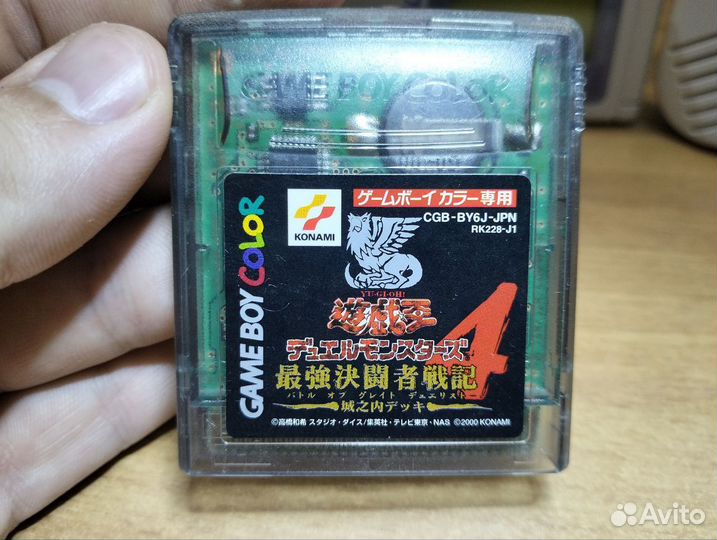 GAME BOY COLOR
GAME BOY COLOR
KONAMI
ゲームボーイ カラー専用
CGB-BY6J-JPN
RK228-J1
YU-GI-OH!
遊戯王
デュエルモンスターズ
4
最強決闘者戦記
バトル オブ グレイト デュエリスト
城之内デッキ
©高橋和希 スタジオ・ダイス/集英社・テレビ東京・NAS ©2000 KONAMI
Avito